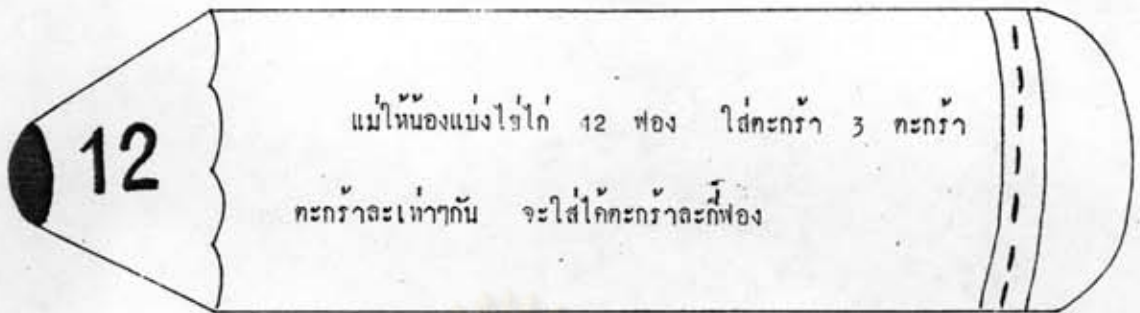 12
แม่ให้น้องแบ่งไข่ไก่ 12 ฟอง ใส่ตะกร้า 3 ตะกร้า
ตะกร้าละเท่าๆกัน จะใส่ได้ตะกร้าละกี่ฟอง